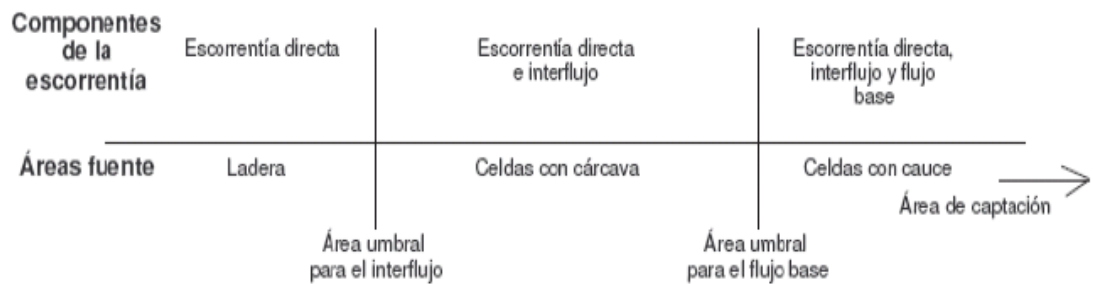 Componentes
de la
escorrentía
Escorrentía directa
Escorrentía directa
e interflujo
Escorrentía directa,
interflujo y flujo
base
Áreas fuente
Ladera
Celdas con cárcava
Celdas con cauce
Área de captación
Área umbral
para el interflujo
Área umbral
para el flujo base